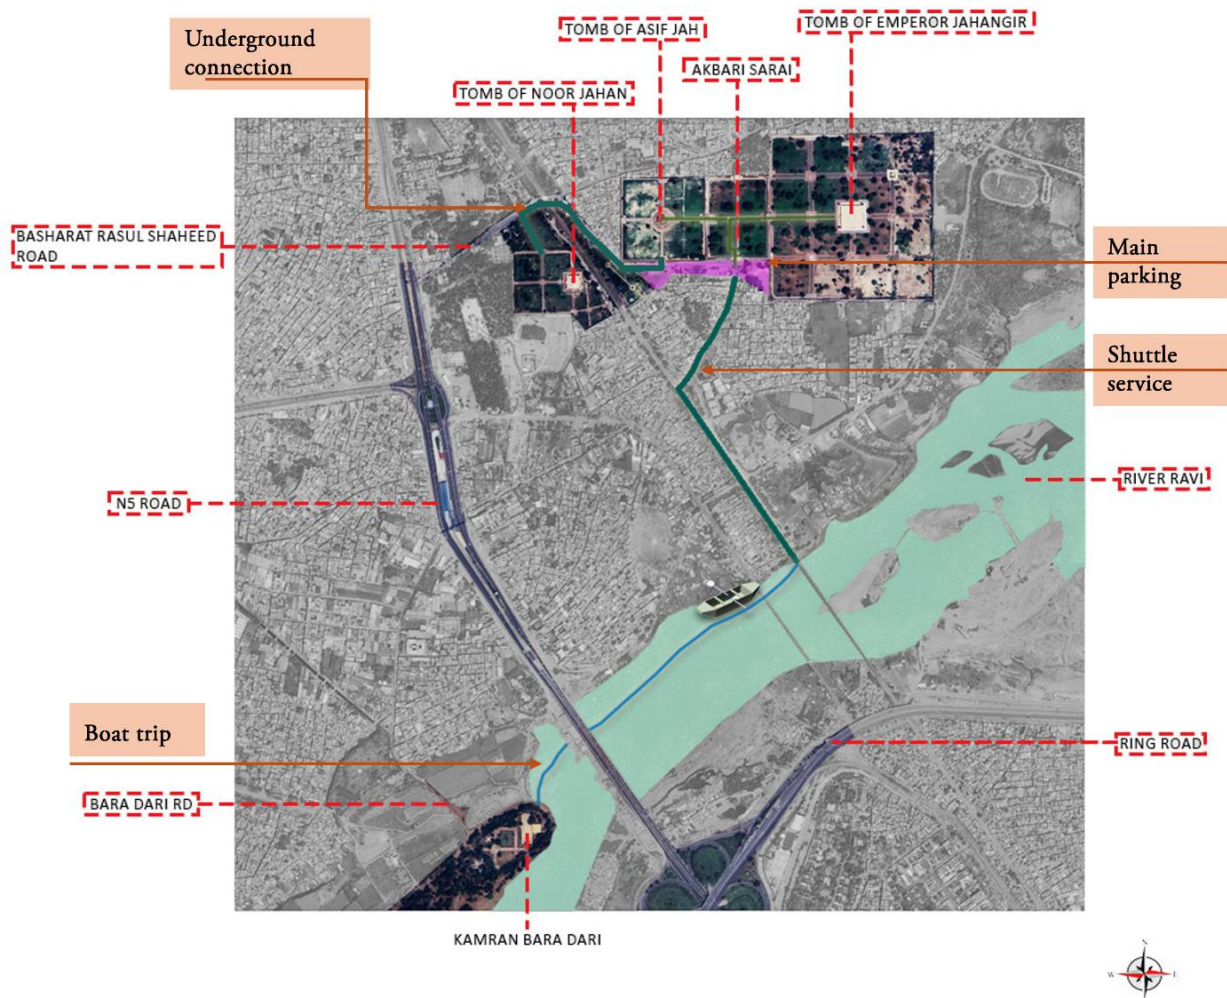 TOMB OF EMPEROR JAHANGIR
TOMB OF ASIF JAH
Underground
connection
AKBARI SARAI
TOMB OF NOOR JAHAN
BASHARAT RASUL SHAHEED
ROAD
Main
parking
Shuttle
service
RIVER RAVI
N5 ROAD
Boat trip
RING ROAD
BARA DARI RD
KAMRAN BARA DARI
N
W
E
S